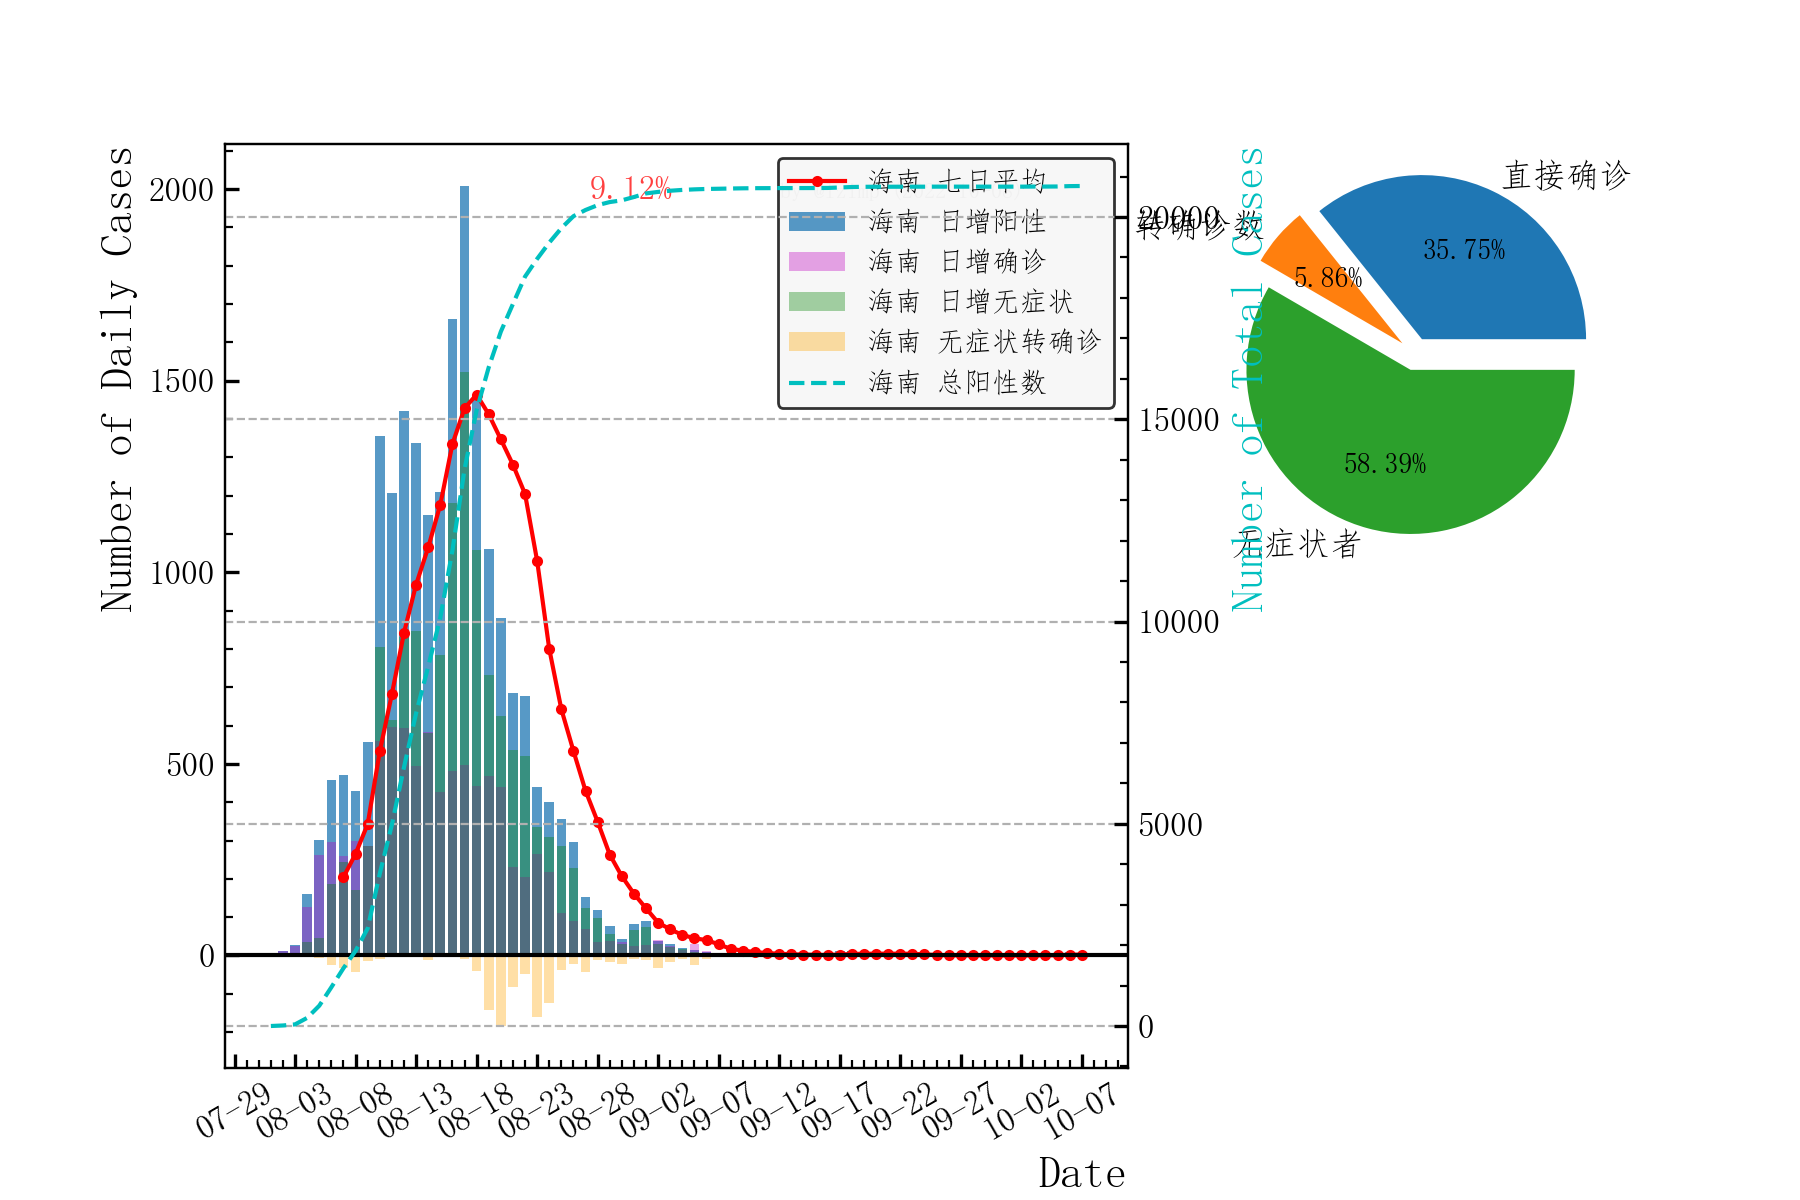 Number of Daily Cases
2000
1500
1000
500
0
9.12%
海南 七日平均
海南 日增阳性
海南 日增确诊
海南 日增无症状
海南 无症状转确诊
海南 总阳性数
20000
15000
10000
5000
0
Number of Total Cases
07-29
08-03
08-08
08-13
08-18
08-23
08-28
09-02
09-07
09-12
09-17
09-22
09-27
10-02
10-07
Date
直接确诊
35.75%
转确诊数
5.86%
58.39%
无症状者